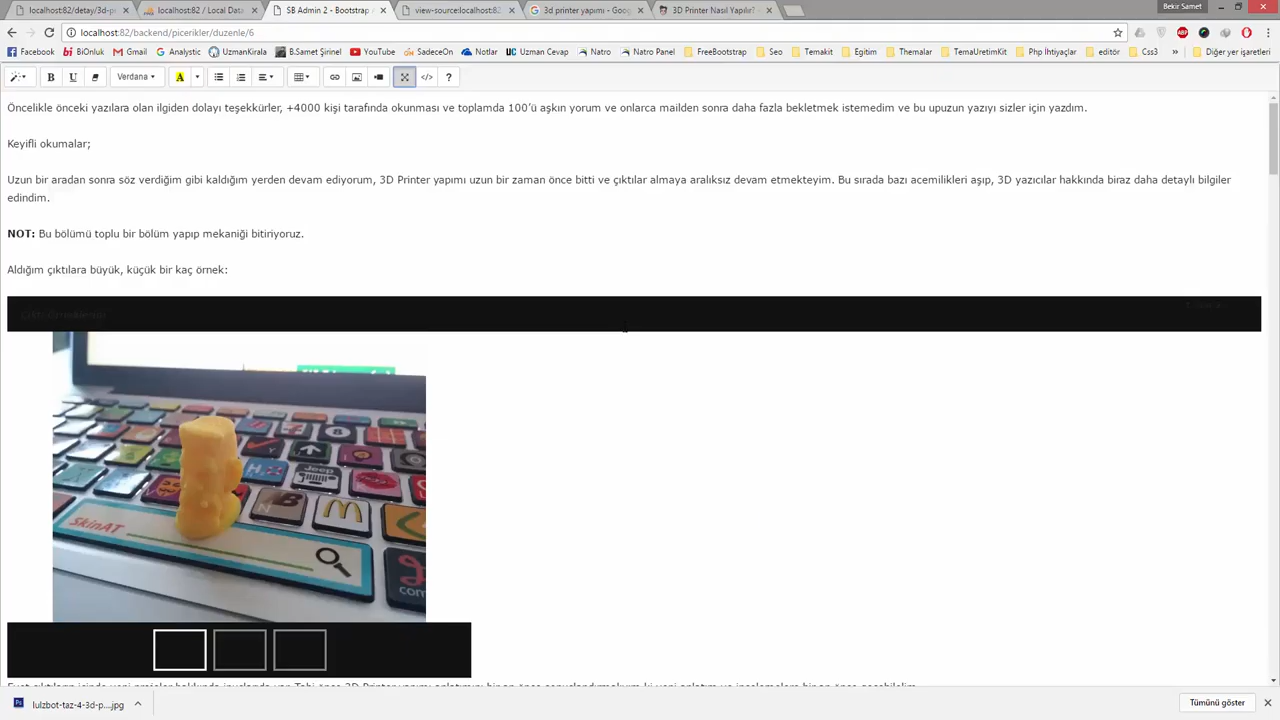 localhost:82/detay/3d-p
localhost:82 / Local Data
SB Admin 2 - Bootstrap A
view-source:localhost:82
3d printer yapımı - Goog
3D Printer Nasıl Yapılır? -
Bekir Samet
localhost:82/backend/picerikler/duzenle/6
Facebook
BiOnluk
Gmail
Analystic
UzmanKirala
B.Samet Şirinel
YouTube
SadeceOn
Notlar
UC Uzman Cevap
Natro
Natro Panel
FreeBootstrap
Seo
Temakit
Egitim
Themalar
TemaUretimKit
Php İhtiyaçlar
editör
Css3
»
Diğer yer işaretleri
B U Verdana A </> ?
Öncelikle önceki yazılara olan ilgiden dolayı teşekkürler, +4000 kişi tarafından okunması ve toplamda 100'ü aşkın yorum ve onlarca mailden sonra daha fazla bekletmek istemedim ve bu upuzun yazıyı sizler için yazdım.
Keyifli okumalar;
Uzun bir aradan sonra söz verdiğim gibi kaldığım yerden devam ediyorum, 3D Printer yapımı uzun bir zaman önce bitti ve çıktılar almaya aralıksız devam etmekteyim. Bu sırada bazı acemilikleri aşıp, 3D yazıcılar hakkında biraz daha detaylı bilgiler
edindim.
NOT: Bu bölümü toplu bir bölüm yapıp mekaniği bitiriyoruz.
Aldığım çıktılara büyük, küçük bir kaç örnek:
Jeep
SkinAT
com
lulzbot-taz-4-3d-p....jpg
Tümünü göster